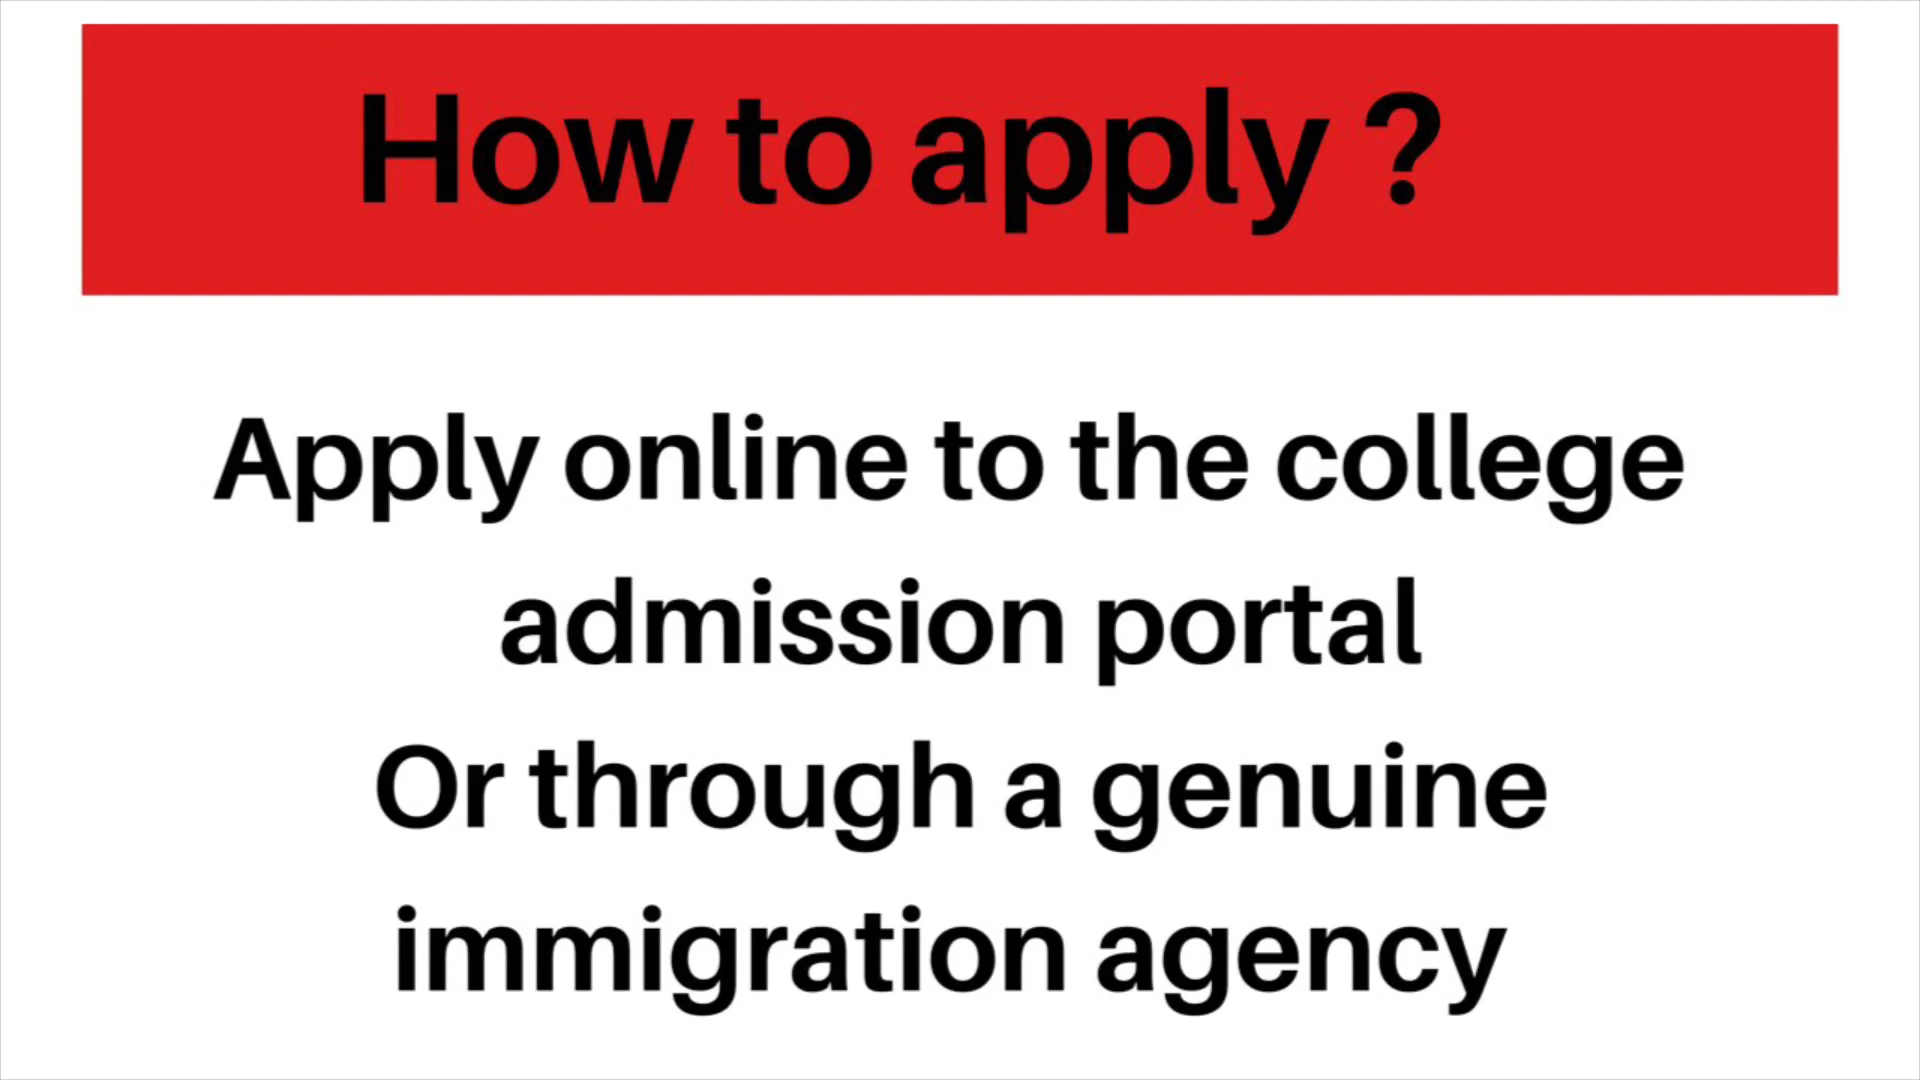 How to apply ?
Apply online to the college
admission portal
Or through a genuine
immigration agency